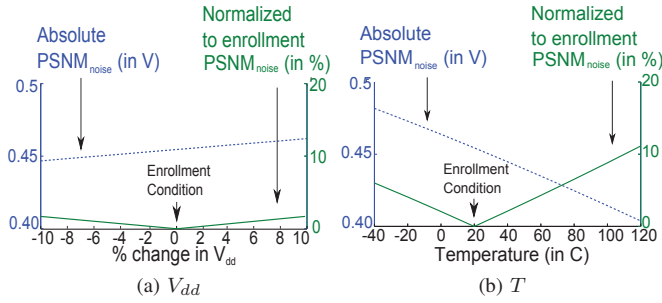 Absolute
PSNMnoise (in V)
Normalized
to enrollment
PSNMnoise (in %)
0.5
0.45
0.40
20
10
0
Enrollment
Condition
-10 -8 -6 -4 -2 0 2 4 6 8 10
% change in Vdd
(a) Vdd
Absolute
PSNMnoise (in V)
Normalized
to enrollment
PSNMnoise (in %)
0.5
0.45
0.40
20
10
0
Enrollment
Condition
-40 -20 0 20 40 60 80 100 120
Temperature (in C)
(b) T